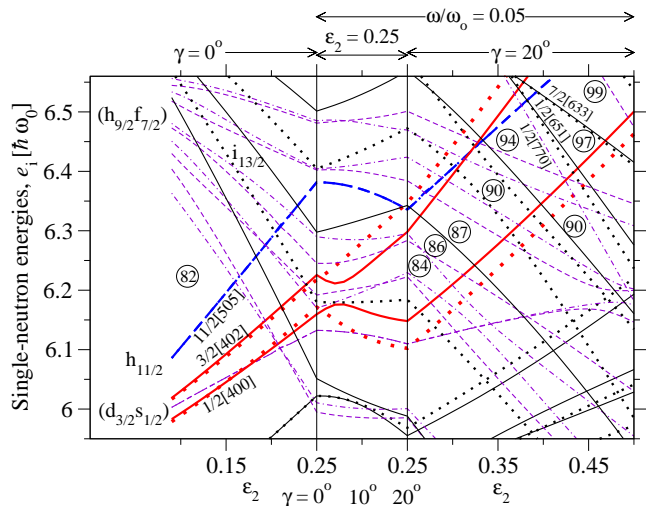 ω/ω₀ = 0.05
ε₂ = 0.25
γ = 0° γ = 20°
Single-neutron energies, eᵢ [ħ ω₀]
6.5
6.4
6.3
6.2
6.1
6
(h₉/₂f₇/₂)
i₁₃/₂
h₁₁/₂
(d₃/₂s₁/₂)
7/2[633]
1/2[651]
1/2[770]
99
97
94
90
90
87
86
84
82
11/2[505]
3/2[402]
1/2[400]
0.15 0.25 0.25 0.35 0.45
ε₂ γ = 0° 10° 20° ε₂